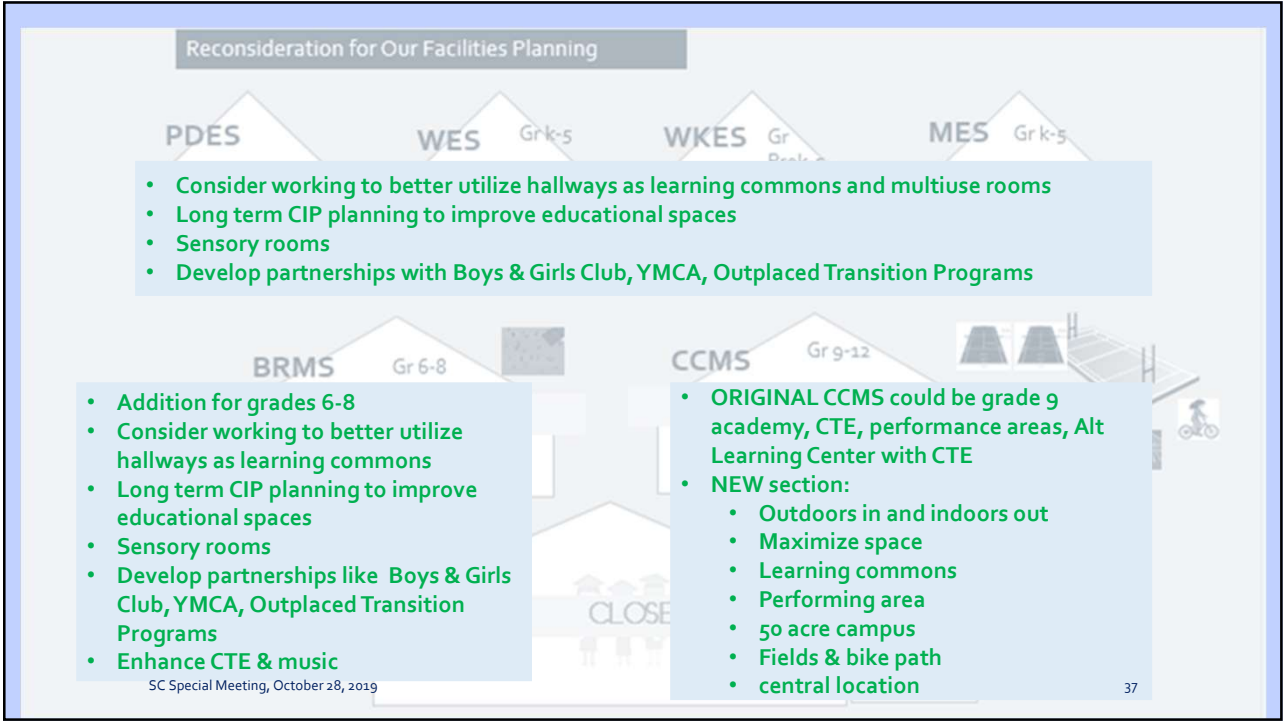 Reconsideration for Our Facilities Planning
PDES
WES Gr k-5
WKES Gr
MES Gr k-5
• Consider working to better utilize hallways as learning commons and multiuse rooms
• Long term CIP planning to improve educational spaces
• Sensory rooms
• Develop partnerships with Boys & Girls Club, YMCA, Outplaced Transition Programs
BRMS Gr 6-8
• Addition for grades 6-8
• Consider working to better utilize
hallways as learning commons
• Long term CIP planning to improve
educational spaces
• Sensory rooms
• Develop partnerships like Boys & Girls
Club, YMCA, Outplaced Transition
Programs
• Enhance CTE & music
CCMS Gr 9-12
• ORIGINAL CCMS could be grade 9
academy, CTE, performance areas, Alt
Learning Center with CTE
• NEW section:
• Outdoors in and indoors out
• Maximize space
• Learning commons
• Performing area
• 50 acre campus
• Fields & bike path
• central location
CLOSE
SC Special Meeting, October 28, 2019
37